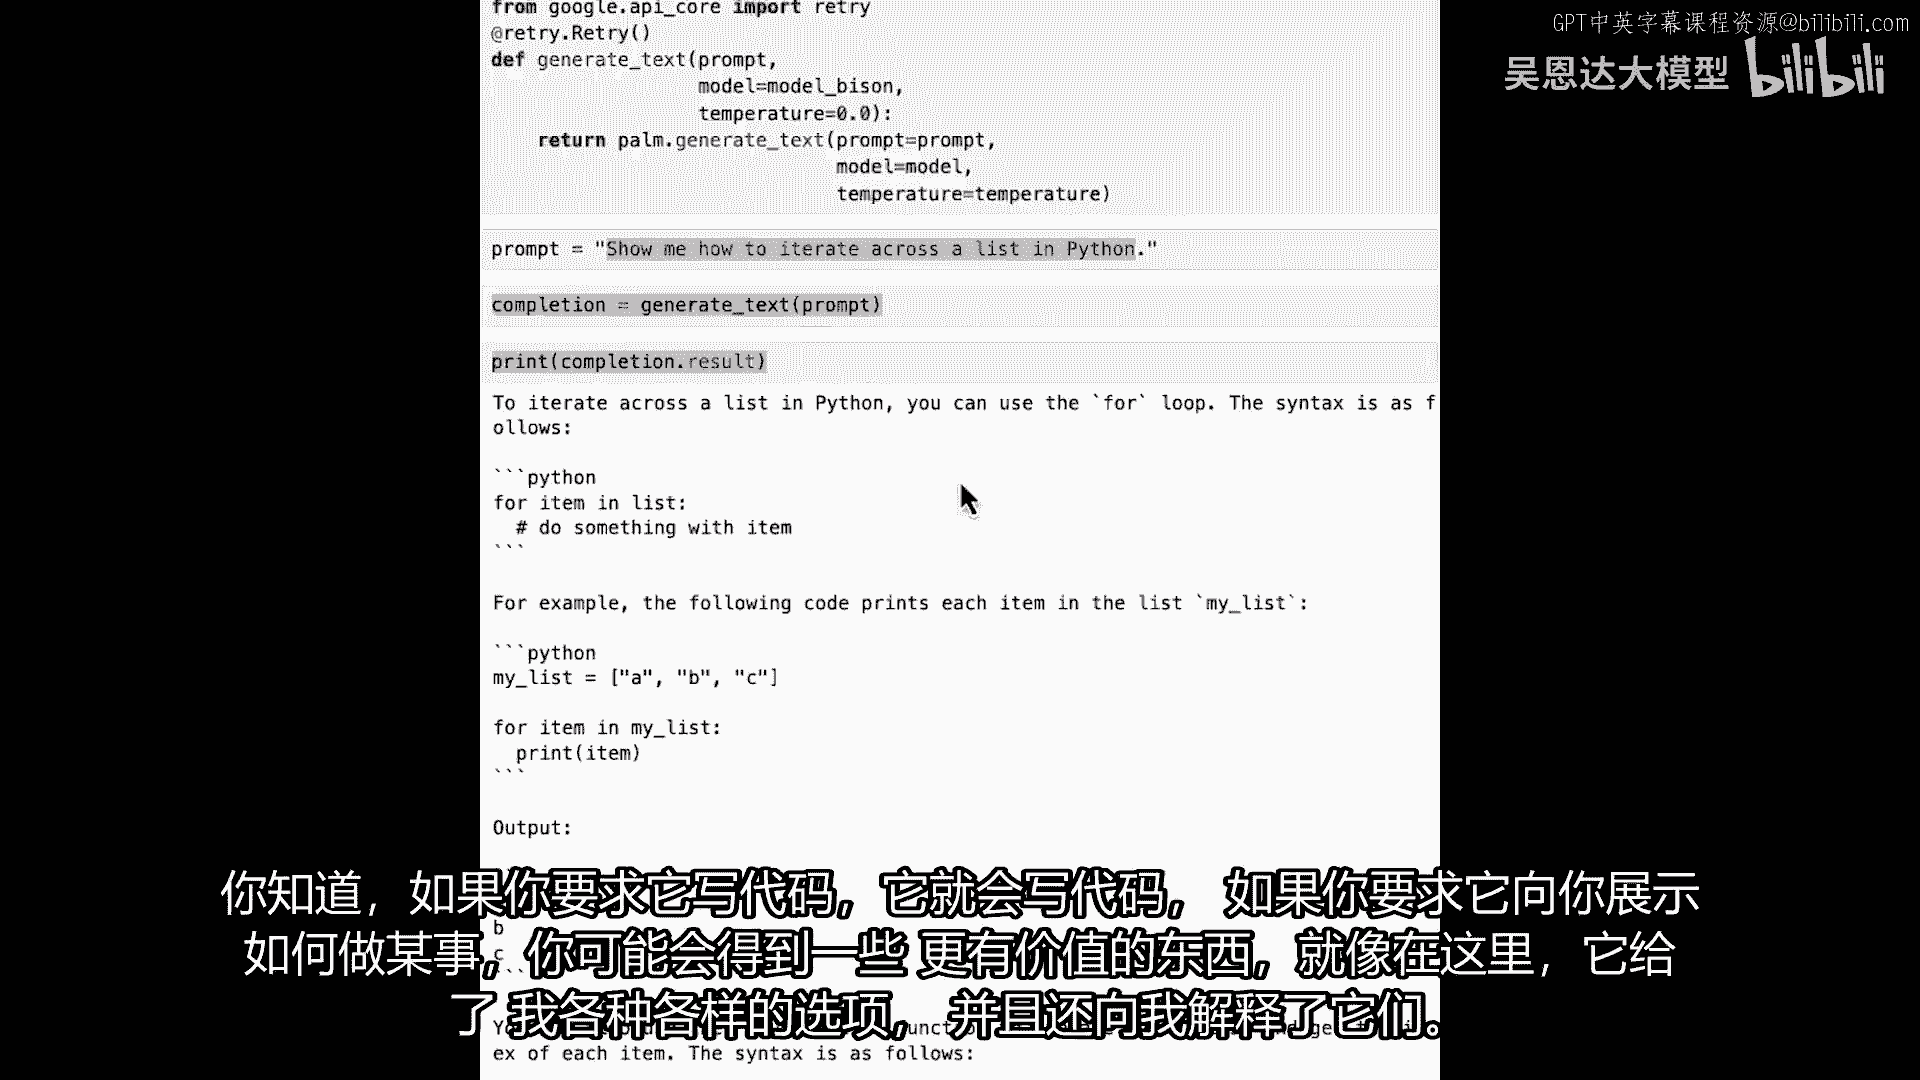 GPT中英字幕课程资源@bilibili.com
吴恩达大模型 bilibili
from google.api_core import retry
@retry.Retry()
def generate_text(prompt,
model=model_bison,
temperature=0.0):
return palm.generate_text(prompt=prompt,
model=model,
temperature=temperature)
prompt = "Show me how to iterate across a list in Python."
completion = generate_text(prompt)
print(completion.result)
To iterate across a list in Python, you can use the `for` loop. The syntax is as f
ollows:
```python
for item in list:
# do something with item
```
For example, the following code prints each item in the list `my_list`:
```python
my_list = ["a", "b", "c"]
for item in my_list:
print(item)
```
Output:
b
c
```
ex of each item. The syntax is as follows:
你知道，如果你要求它写代码，它就会写代码， 如果你要求它向你展示
如何做某事，你可能会得到一些 更有价值的东西，就像在这里，它给
了 我各种各样的选项， 并且还向我解释了它们。